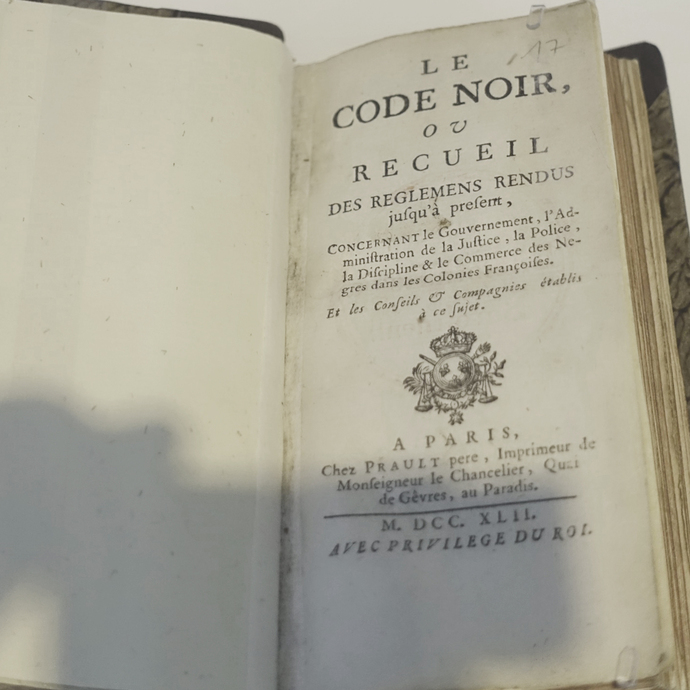 17
LE
CODE NOIR,
OU
RECUEIL
DES REGLEMENS RENDUS
juſqu'à preſent,
CONCERNANT le Gouvernement, l'Ad-
miniſtration de la Juſtice, la Police,
la Diſcipline & le Commerce des Ne-
gres dans les Colonies Françoiſes.
Et les Conſeils & Compagnies établis
à ce ſujet.
A PARIS,
Chez PRAULT pere, Imprimeur de
Monſeigneur le Chancelier, Quai
de Gêvres, au Paradis.
M. DCC. XLII.
AVEC PRIVILEGE DU ROI.